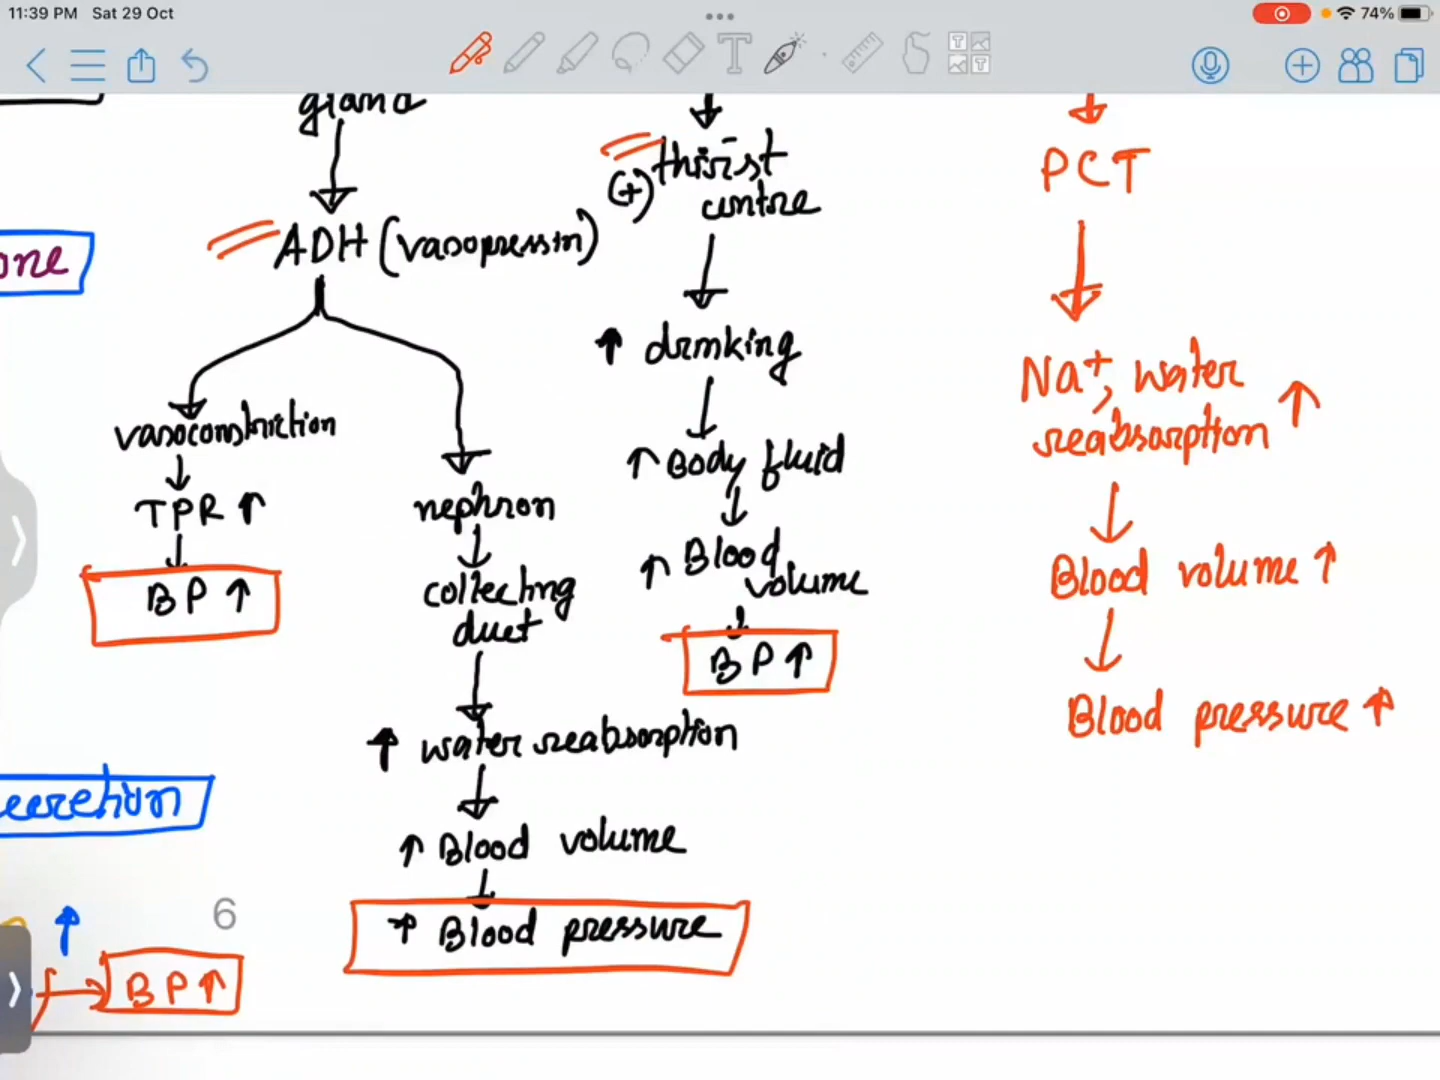 11:39 PM Sat 29 Oct
74%
gland
ADH (vasopressin)
vasoconstriction
TPR ↑
BP ↑
nephron
collecting
duct
↑ water reabsorption
↑ Blood volume
↑ Blood pressure
(+) thirst
centre
↑ drinking
↑ Body fluid
↑ Blood
volume
BP ↑
PCT
Na+, water
reabsorption ↑
Blood volume ↑
Blood pressure ↑
one
ecretion
6
↑
BP ↑